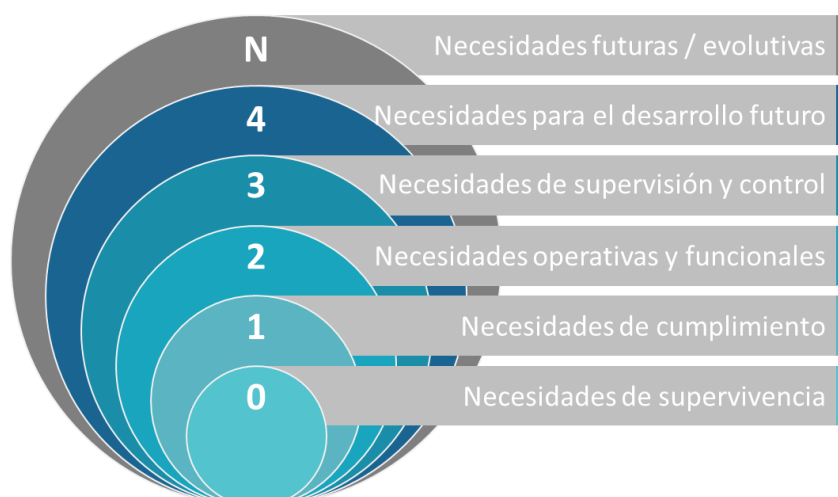 N Necesidades futuras / evolutivas
4 Necesidades para el desarrollo futuro
3 Necesidades de supervisión y control
2 Necesidades operativas y funcionales
1 Necesidades de cumplimiento
0 Necesidades de supervivencia